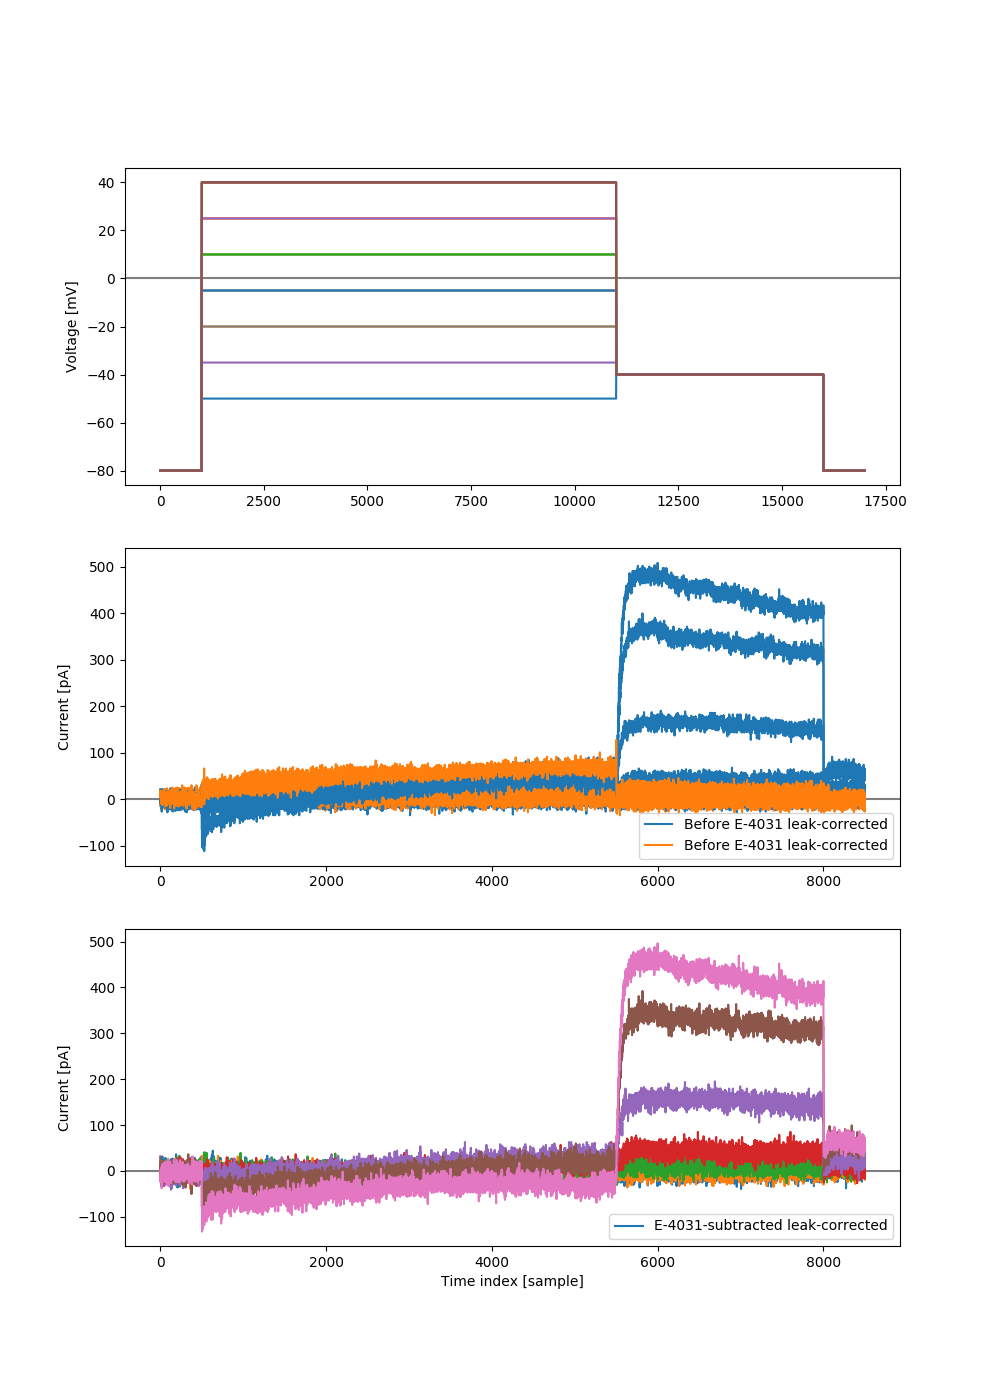 40
20
0
−20
−40
−60
−80
Voltage [mV]
0 2500 5000 7500 10000 12500 15000 17500
500
400
300
200
100
0
−100
Current [pA]
Before E-4031 leak-corrected
Before E-4031 leak-corrected
0 2000 4000 6000 8000
500
400
300
200
100
0
−100
Current [pA]
E-4031-subtracted leak-corrected
0 2000 4000 6000 8000
Time index [sample]